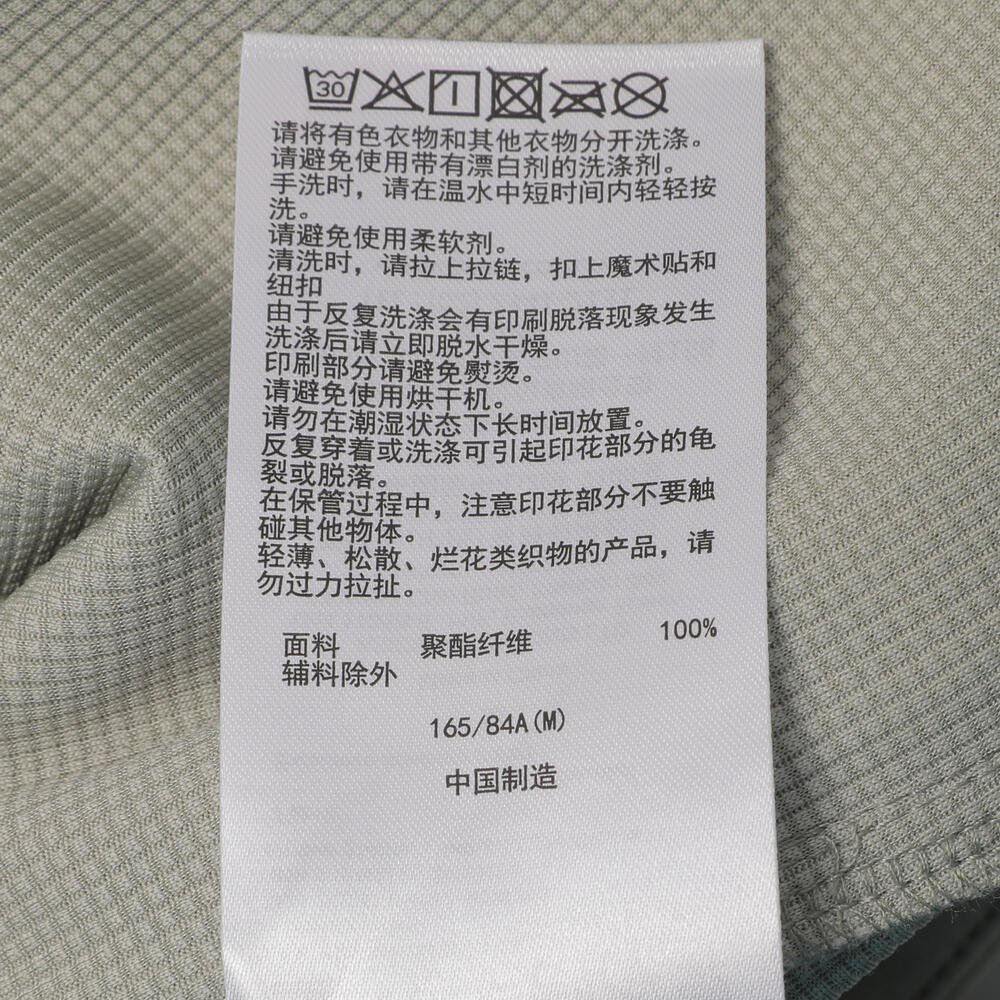 30
请将有色衣物和其他衣物分开洗涤。
请避免使用带有漂白剂的洗涤剂。
手洗时，请在温水中短时间内轻轻按
洗。
请避免使用柔软剂。
清洗时，请拉上拉链，扣上魔术贴和
纽扣
由于反复洗涤会有印刷脱落现象发生
洗涤后请立即脱水干燥。
印刷部分请避免熨烫。
请避免使用烘干机。
请勿在潮湿状态下长时间放置。
反复穿着或洗涤可引起印花部分的龟
裂或脱落。
在保管过程中，注意印花部分不要触
碰其他物体。
轻薄、松散、烂花类织物的产品，请
勿过力拉扯。
面料 聚酯纤维 100%
辅料除外
165/84A(M)
中国制造